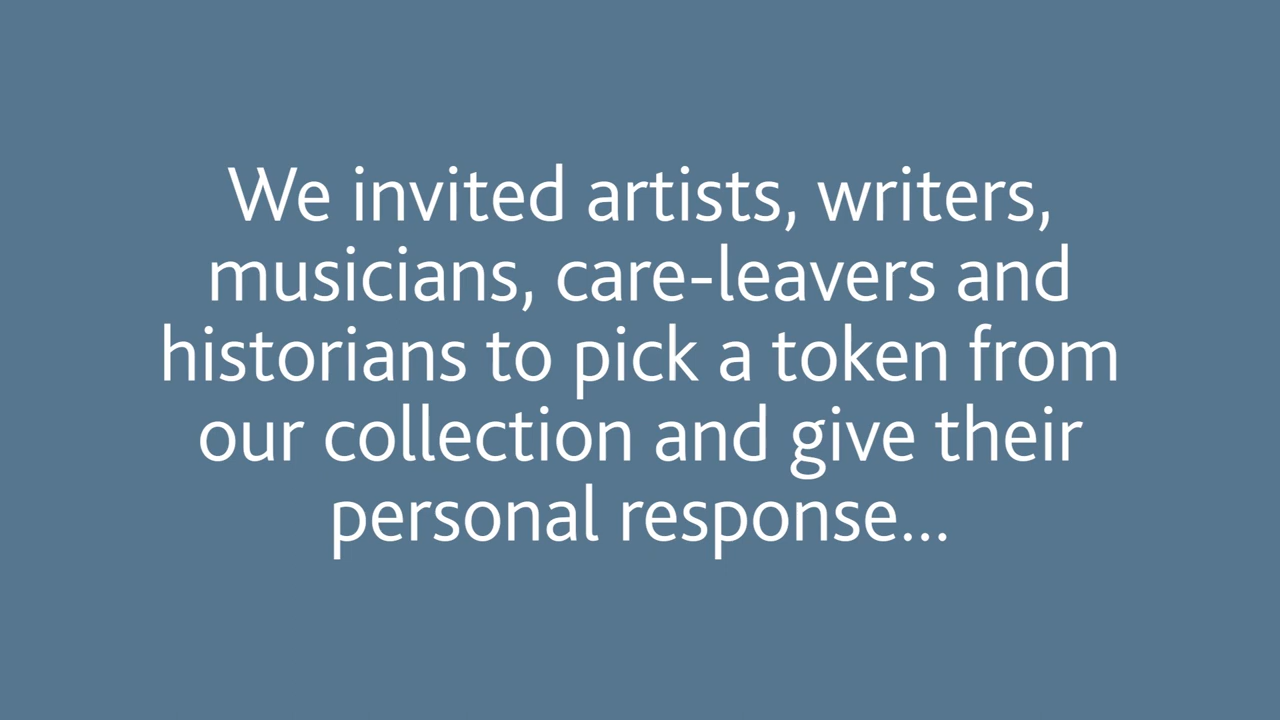 We invited artists, writers,
musicians, care-leavers and
historians to pick a token from
our collection and give their
personal response...